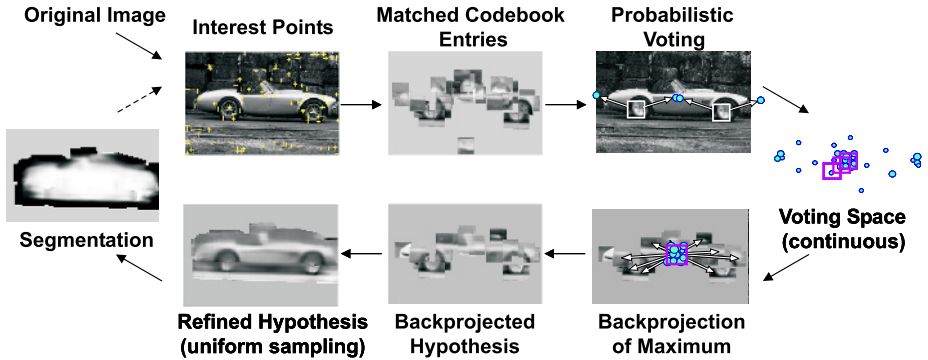 Original Image
Interest Points
Matched Codebook
Entries
Probabilistic
Voting
Voting Space
(continuous)
Segmentation
Refined Hypothesis
(uniform sampling)
Backprojected
Hypothesis
Backprojection
of Maximum